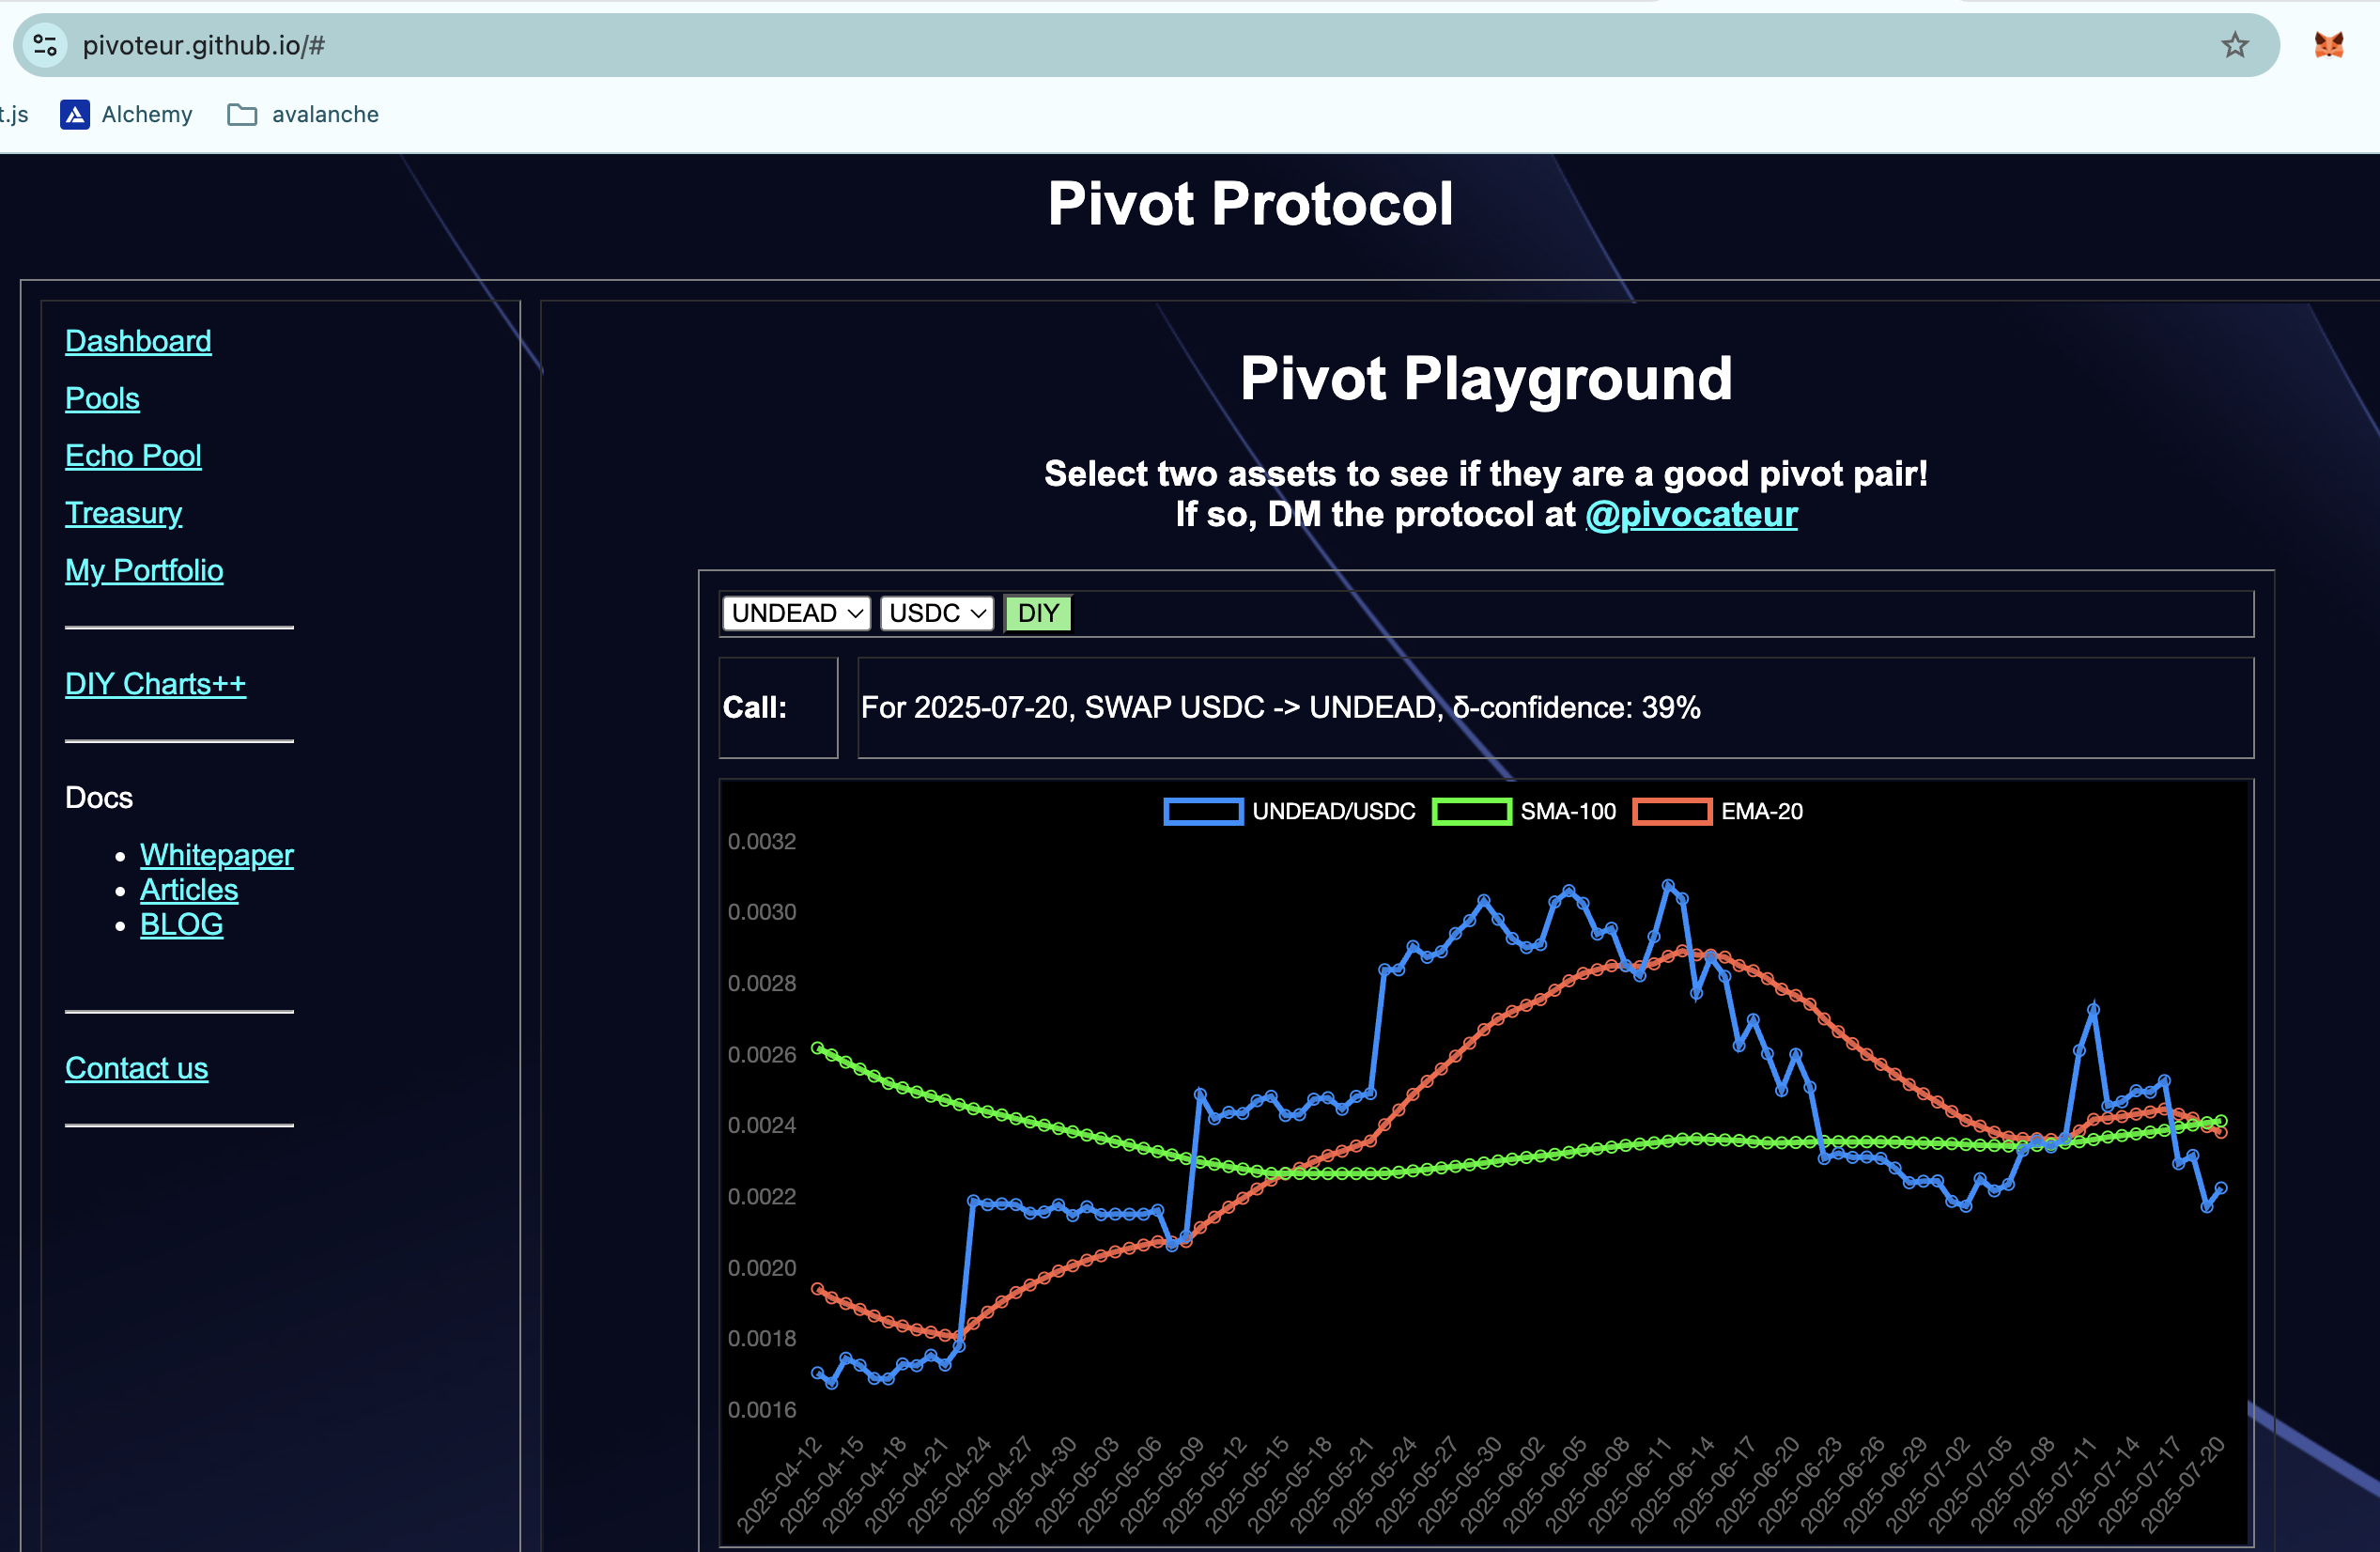 pivoteur.github.io/#
t.js
Alchemy
avalanche
Pivot Protocol
Dashboard
Pools
Echo Pool
Treasury
My Portfolio
DIY Charts++
Docs
Whitepaper
Articles
BLOG
Contact us
Pivot Playground
Select two assets to see if they are a good pivot pair!
If so, DM the protocol at @pivocateur
UNDEAD USDC DIY
Call: For 2025-07-20, SWAP USDC -> UNDEAD, δ-confidence: 39%
UNDEAD/USDC SMA-100 EMA-20
0.0032
0.0030
0.0028
0.0026
0.0024
0.0022
0.0020
0.0018
0.0016
2025-04-12
2025-04-15
2025-04-18
2025-04-21
2025-04-24
2025-04-27
2025-04-30
2025-05-03
2025-05-06
2025-05-09
2025-05-12
2025-05-15
2025-05-18
2025-05-21
2025-05-24
2025-05-27
2025-05-30
2025-06-02
2025-06-05
2025-06-08
2025-06-11
2025-06-14
2025-06-17
2025-06-20
2025-06-23
2025-06-26
2025-06-29
2025-07-02
2025-07-05
2025-07-08
2025-07-11
2025-07-14
2025-07-17
2025-07-20